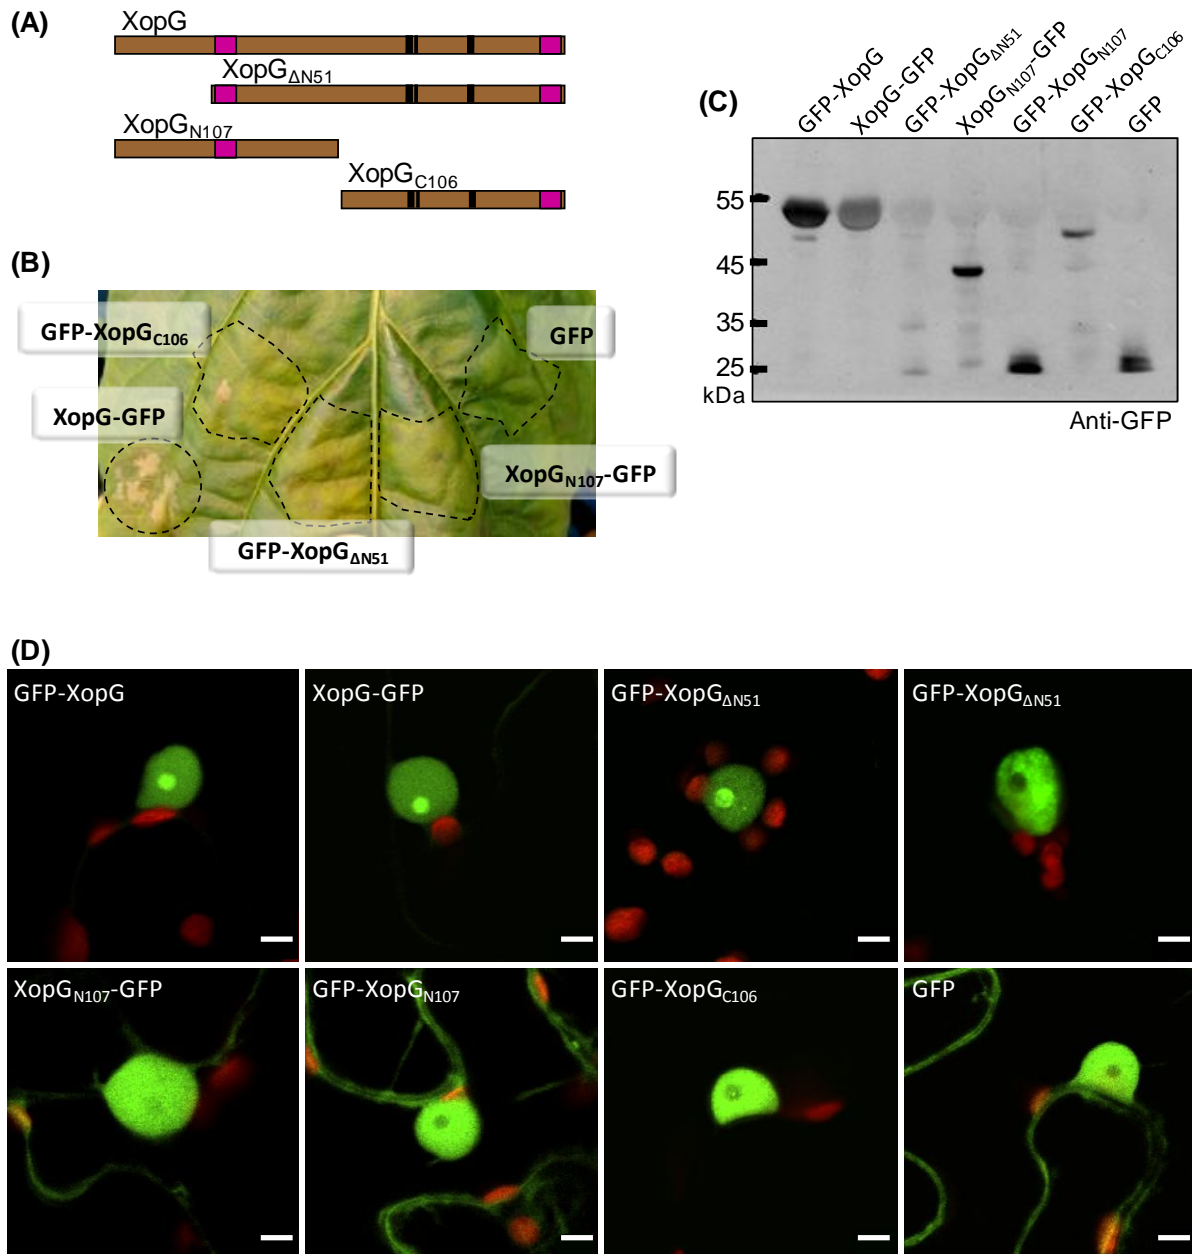 (A)
XopG
XopGΔN51
XopGN107
XopGC106
(B)
GFP-XopGC106
GFP
XopG-GFP
XopGN107-GFP
GFP-XopGΔN51
(C)
GFP-XopG
XopG-GFP
GFP-XopGΔN51
XopGN107-GFP
GFP-XopGN107
GFP-XopGC106
GFP
55
45
35
25
kDa
Anti-GFP
(D)
GFP-XopG
XopG-GFP
GFP-XopGΔN51
GFP-XopGΔN51
XopGN107-GFP
GFP-XopGN107
GFP-XopGC106
GFP